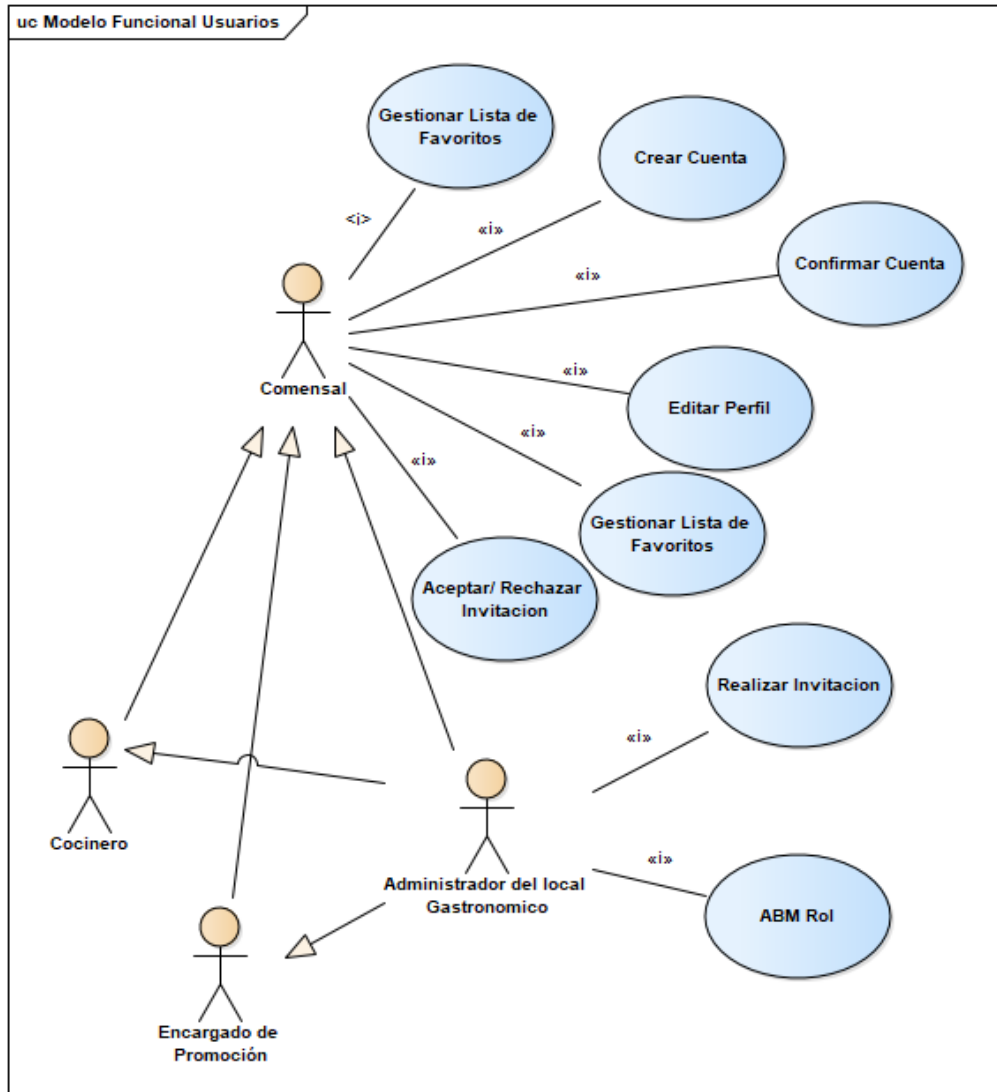 uc Modelo Funcional Usuarios
Gestionar Lista de
Favoritos
Crear Cuenta
<i>
«i»
Confirmar Cuenta
«i»
Comensal
«i»
Editar Perfil
«i»
«i»
Gestionar Lista de
Favoritos
Aceptar/ Rechazar
Invitacion
Realizar Invitacion
«i»
Cocinero
Administrador del local
Gastronomico
«i»
ABM Rol
Encargado de
Promoción